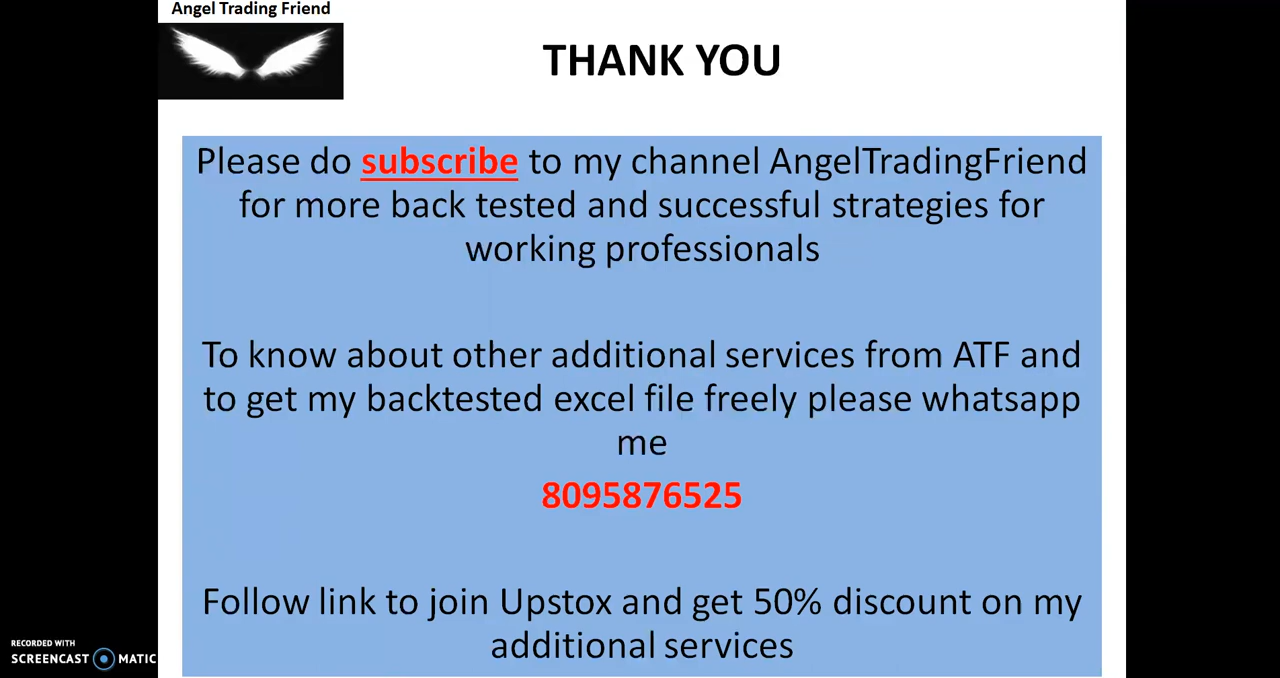 Angel Trading Friend
THANK YOU
Please do subscribe to my channel AngelTradingFriend
for more back tested and successful strategies for
working professionals
To know about other additional services from ATF and
to get my backtested excel file freely please whatsapp
me
8095876525
Follow link to join Upstox and get 50% discount on my
additional services
RECORDED WITH
SCREENCAST MATIC